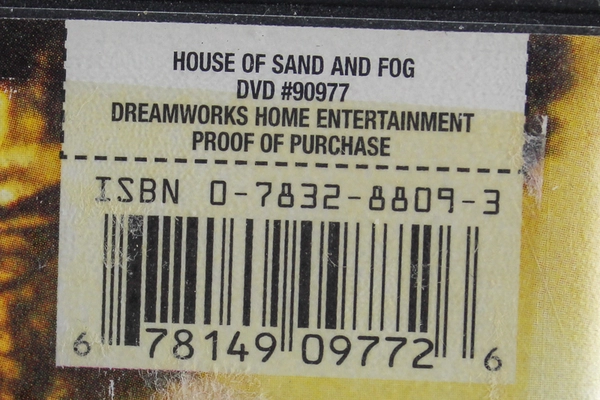 HOUSE OF SAND AND FOG
DVD #90977
DREAMWORKS HOME ENTERTAINMENT
PROOF OF PURCHASE
ISBN 0-7832-8809-3
6 78149 09772 6